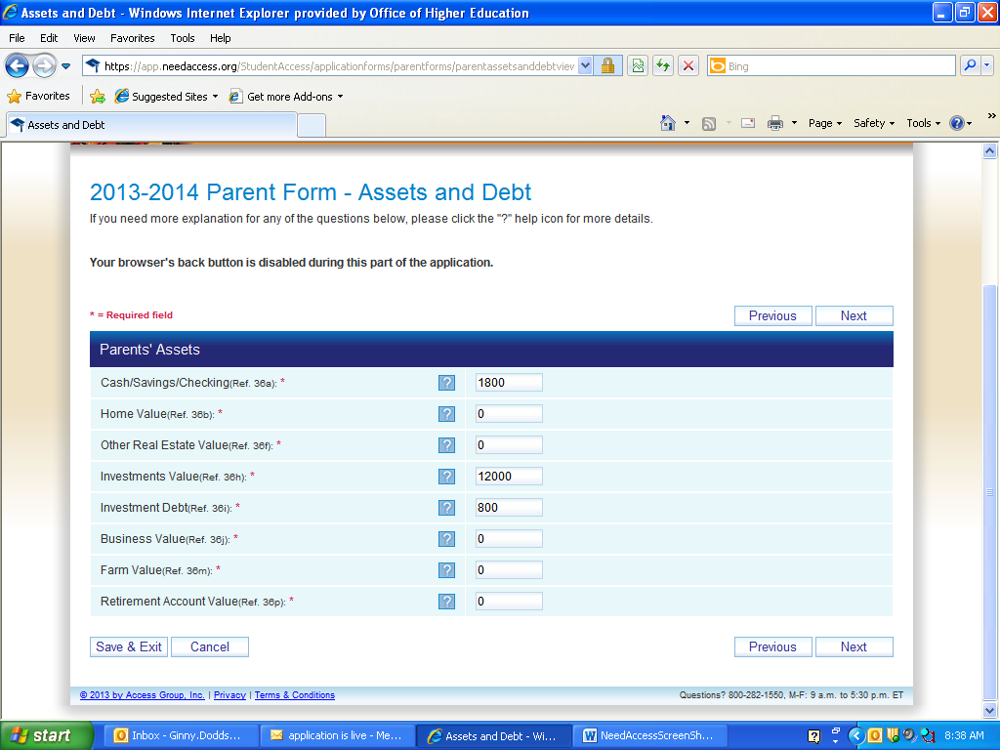 Assets and Debt - Windows Internet Explorer provided by Office of Higher Education
File Edit View Favorites Tools Help
https://app.needaccess.org/StudentAccess/applicationforms/parentforms/parentassetsanddebtview
Bing
Favorites Suggested Sites Get more Add-ons
Assets and Debt
Page Safety Tools
2013-2014 Parent Form - Assets and Debt
If you need more explanation for any of the questions below, please click the "?" help icon for more details.
Your browser's back button is disabled during this part of the application.
* = Required field
Previous Next
Parents' Assets
Cash/Savings/Checking(Ref. 36a): * ? 1800
Home Value(Ref. 36b): * ? 0
Other Real Estate Value(Ref. 36f): * ? 0
Investments Value(Ref. 36h): * ? 12000
Investment Debt(Ref. 36i): * ? 800
Business Value(Ref. 36j): * ? 0
Farm Value(Ref. 36m): * ? 0
Retirement Account Value(Ref. 36p): * ? 0
Save & Exit Cancel Previous Next
© 2013 by Access Group, Inc. | Privacy | Terms & Conditions Questions? 800-282-1550, M-F: 9 a.m. to 5:30 p.m. ET
start Inbox - Ginny.Dodds... application is live - Me... Assets and Debt - Wi... NeedAccessScreenSh... 8:38 AM